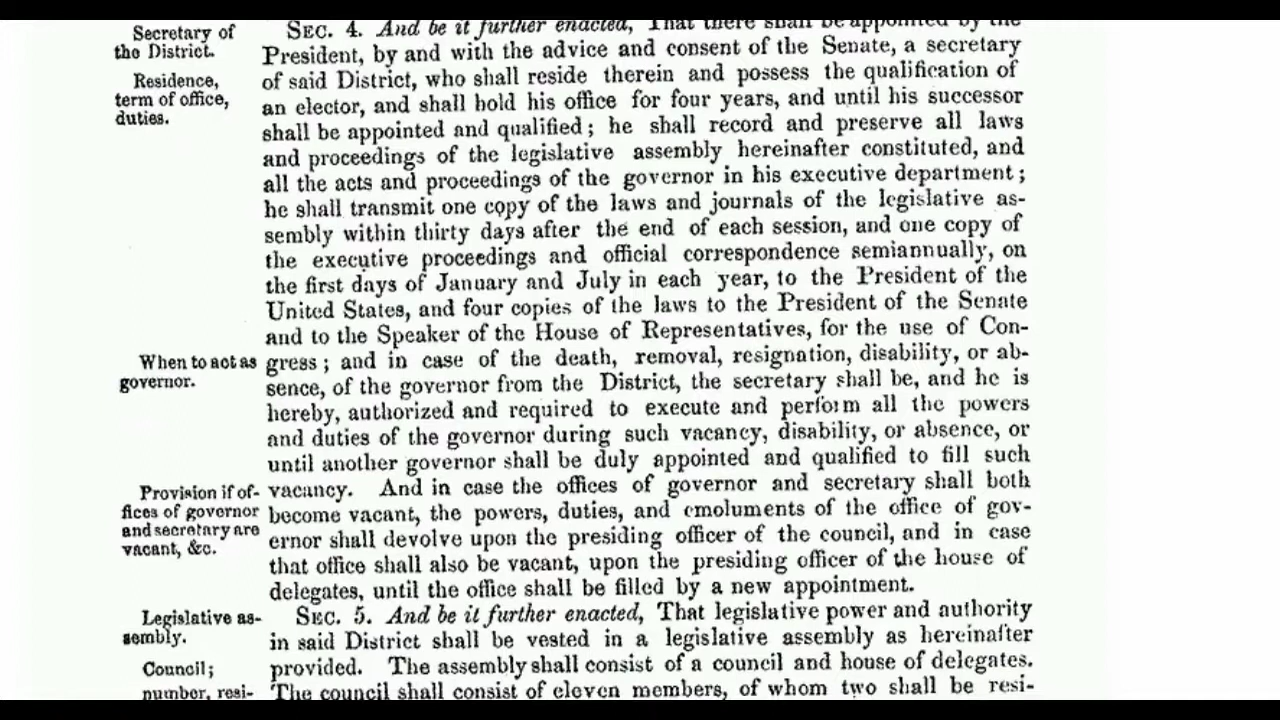 Secretary of
the District.
Residence,
term of office,
duties.
When to act as
governor.
Provision if of-
fices of governor
and secretary are
vacant, &c.
Legislative as-
sembly.
Council;
number, resi-
SEC. 4. And be it further enacted, That there shall be appointed by the
President, by and with the advice and consent of the Senate, a secretary
of said District, who shall reside therein and possess the qualification of
an elector, and shall hold his office for four years, and until his successor
shall be appointed and qualified; he shall record and preserve all laws
and proceedings of the legislative assembly hereinafter constituted, and
all the acts and proceedings of the governor in his executive department;
he shall transmit one copy of the laws and journals of the legislative as-
sembly within thirty days after the end of each session, and one copy of
the executive proceedings and official correspondence semiannually, on
the first days of January and July in each year, to the President of the
United States, and four copies of the laws to the President of the Senate
and to the Speaker of the House of Representatives, for the use of Con-
gress; and in case of the death, removal, resignation, disability, or ab-
sence, of the governor from the District, the secretary shall be, and he is
hereby, authorized and required to execute and perform all the powers
and duties of the governor during such vacancy, disability, or absence, or
until another governor shall be duly appointed and qualified to fill such
vacancy. And in case the offices of governor and secretary shall both
become vacant, the powers, duties, and emoluments of the office of gov-
ernor shall devolve upon the presiding officer of the council, and in case
that office shall also be vacant, upon the presiding officer of the house of
delegates, until the office shall be filled by a new appointment.
SEC. 5. And be it further enacted, That legislative power and authority
in said District shall be vested in a legislative assembly as hereinafter
provided. The assembly shall consist of a council and house of delegates.
The council shall consist of eleven members, of whom two shall be resi-